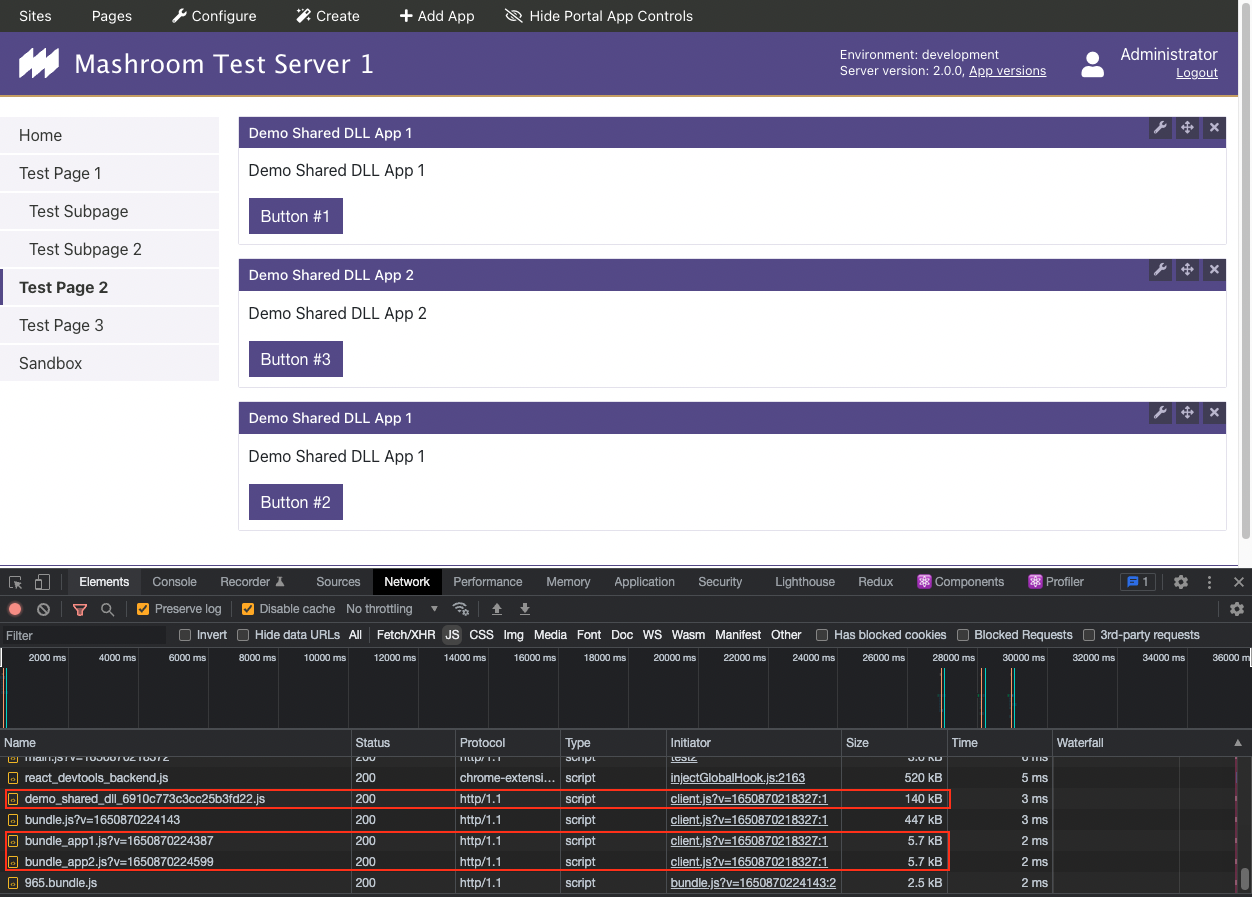 Sites Pages Configure Create Add App Hide Portal App Controls
Mashroom Test Server 1
Environment: development
Server version: 2.0.0, App versions
Administrator
Logout
Home
Test Page 1
Test Subpage
Test Subpage 2
Test Page 2
Test Page 3
Sandbox
Demo Shared DLL App 1
Demo Shared DLL App 1
Button #1
Demo Shared DLL App 2
Demo Shared DLL App 2
Button #3
Demo Shared DLL App 1
Demo Shared DLL App 1
Button #2
Elements Console Recorder Sources Network Performance Memory Application Security Lighthouse Redux Components Profiler 1
Preserve log Disable cache No throttling
Filter Invert Hide data URLs All Fetch/XHR JS CSS Img Media Font Doc WS Wasm Manifest Other Has blocked cookies Blocked Requests 3rd-party requests
2000 ms 4000 ms 6000 ms 8000 ms 10000 ms 12000 ms 14000 ms 16000 ms 18000 ms 20000 ms 22000 ms 24000 ms 26000 ms 28000 ms 30000 ms 32000 ms 34000 ms 36000 m
Name Status Protocol Type Initiator Size Time Waterfall
main.js?v=1650870218372 200 http/1.1 script test2 3.6 kB 6 ms
react_devtools_backend.js 200 chrome-extensi... script injectGlobalHook.js:2163 520 kB 5 ms
demo_shared_dll_6910c773c3cc25b3fd22.js 200 http/1.1 script client.js?v=1650870218327:1 140 kB 3 ms
bundle.js?v=1650870224143 200 http/1.1 script client.js?v=1650870218327:1 447 kB 3 ms
bundle_app1.js?v=1650870224387 200 http/1.1 script client.js?v=1650870218327:1 5.7 kB 2 ms
bundle_app2.js?v=1650870224599 200 http/1.1 script client.js?v=1650870218327:1 5.7 kB 2 ms
965.bundle.js 200 http/1.1 script bundle.js?v=1650870224143:2 2.5 kB 2 ms